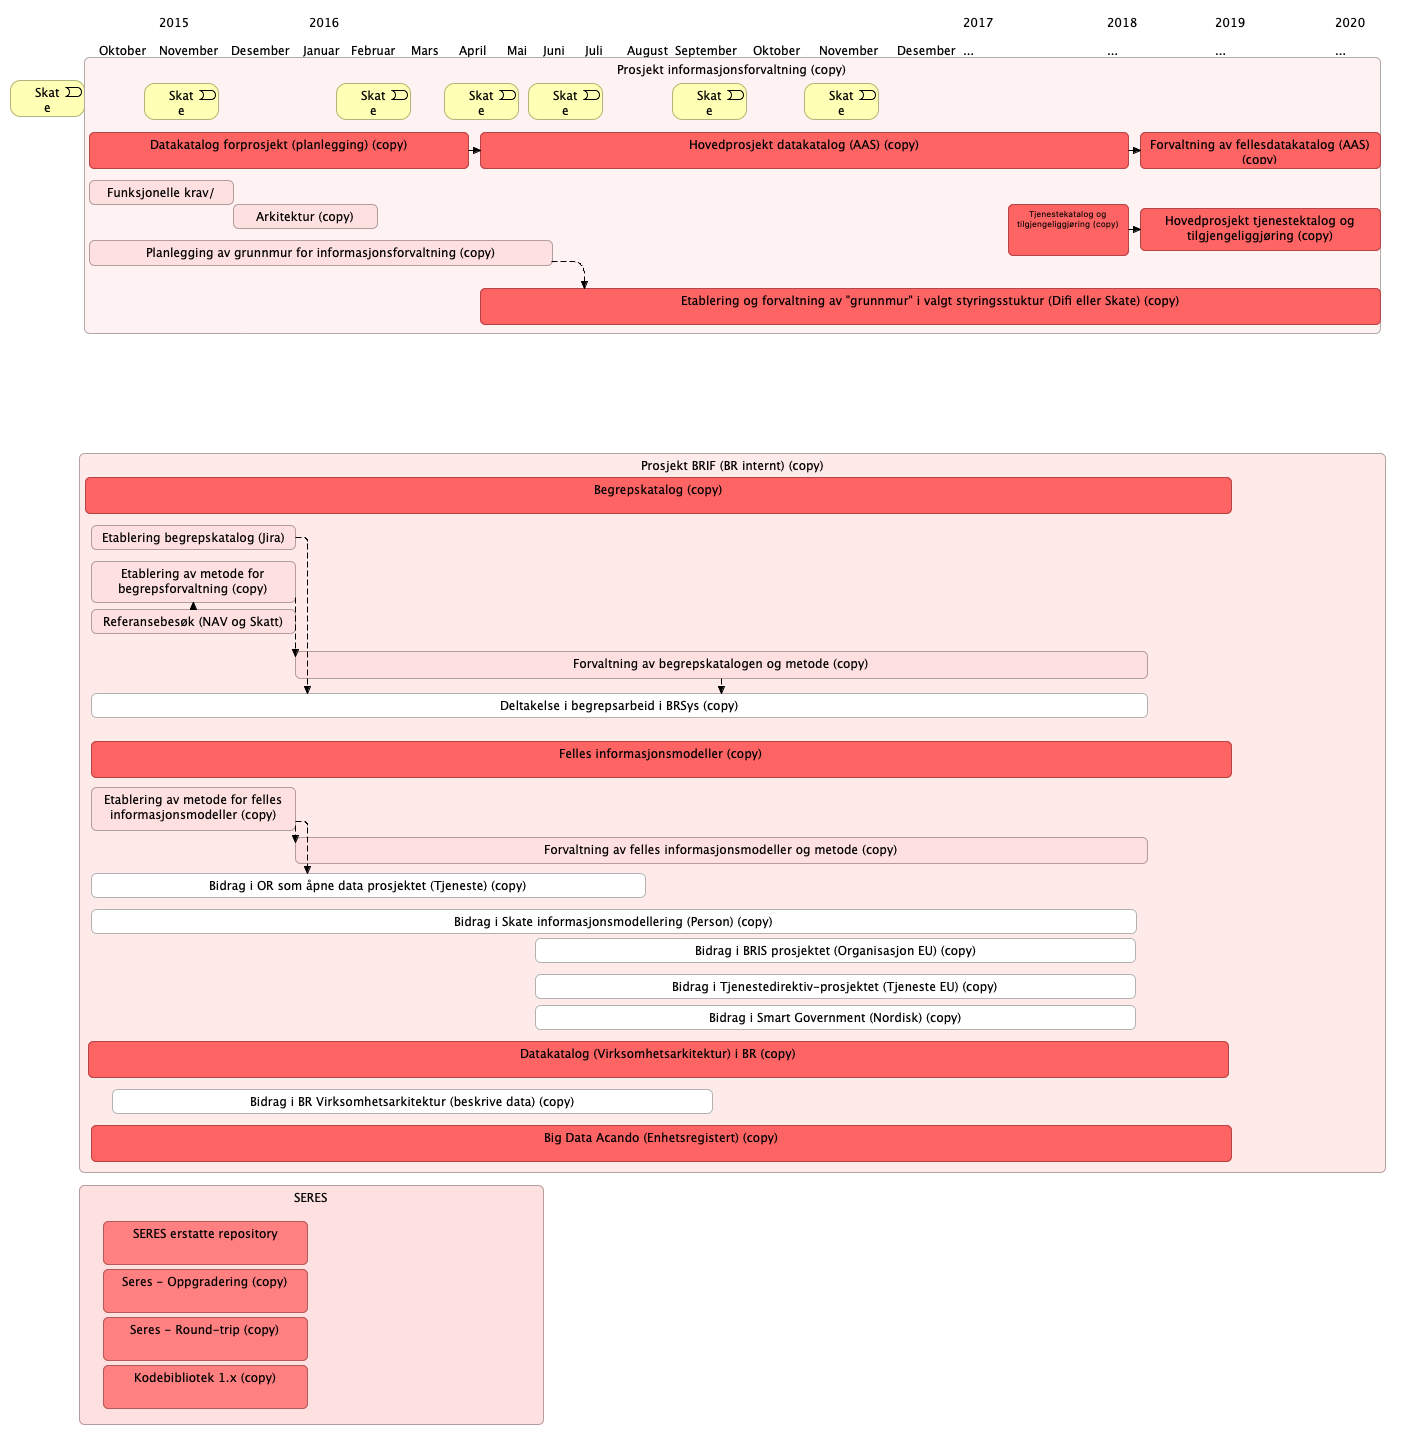 2015 2016 2017 2018 2019 2020
Oktober November Desember Januar Februar Mars April Mai Juni Juli August September Oktober November Desember ... ... ... ...
Prosjekt informasjonsforvaltning (copy)
Skat
e
Skat
e
Skat
e
Skat
e
Skat
e
Skat
e
Skat
e
Datakatalog forprosjekt (planlegging) (copy)
Hovedprosjekt datakatalog (AAS) (copy)
Forvaltning av fellesdatakatalog (AAS)
(copy)
Funksjonelle krav/
Arkitektur (copy)
Tjenestekatalog og
tilgjengeliggjøring (copy)
Hovedprosjekt tjenestektalog og
tilgjengeliggjøring (copy)
Planlegging av grunnmur for informasjonsforvaltning (copy)
Etablering og forvaltning av "grunnmur" i valgt styringsstuktur (Difi eller Skate) (copy)
Prosjekt BRIF (BR internt) (copy)
Begrepskatalog (copy)
Etablering begrepskatalog (Jira)
Etablering av metode for
begrepsforvaltning (copy)
Referansebesøk (NAV og Skatt)
Forvaltning av begrepskatalogen og metode (copy)
Deltakelse i begrepsarbeid i BRSys (copy)
Felles informasjonsmodeller (copy)
Etablering av metode for felles
informasjonsmodeller (copy)
Forvaltning av felles informasjonsmodeller og metode (copy)
Bidrag i OR som åpne data prosjektet (Tjeneste) (copy)
Bidrag i Skate informasjonsmodellering (Person) (copy)
Bidrag i BRIS prosjektet (Organisasjon EU) (copy)
Bidrag i Tjenestedirektiv-prosjektet (Tjeneste EU) (copy)
Bidrag i Smart Government (Nordisk) (copy)
Datakatalog (Virksomhetsarkitektur) i BR (copy)
Bidrag i BR Virksomhetsarkitektur (beskrive data) (copy)
Big Data Acando (Enhetsregistert) (copy)
SERES
SERES erstatte repository
Seres - Oppgradering (copy)
Seres - Round-trip (copy)
Kodebibliotek 1.x (copy)